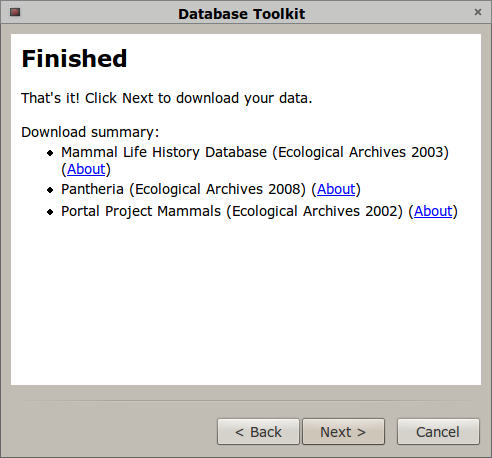 Database Toolkit
Finished
That's it! Click Next to download your data.
Download summary:
Mammal Life History Database (Ecological Archives 2003)
(About)
Pantheria (Ecological Archives 2008) (About)
Portal Project Mammals (Ecological Archives 2002) (About)
< Back Next > Cancel